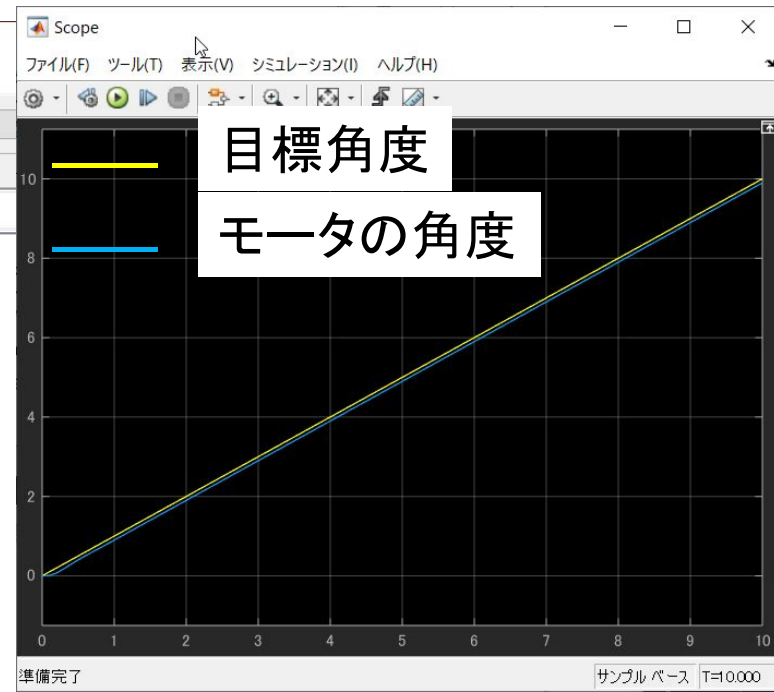 Scope
ファイル(F) ツール(T) 表示(V) シミュレーション(I) ヘルプ(H)
目標角度
モータの角度
10
8
6
4
2
0
0 1 2 3 4 5 6 7 8 9 10
準備完了
サンプル ベース T=10.000